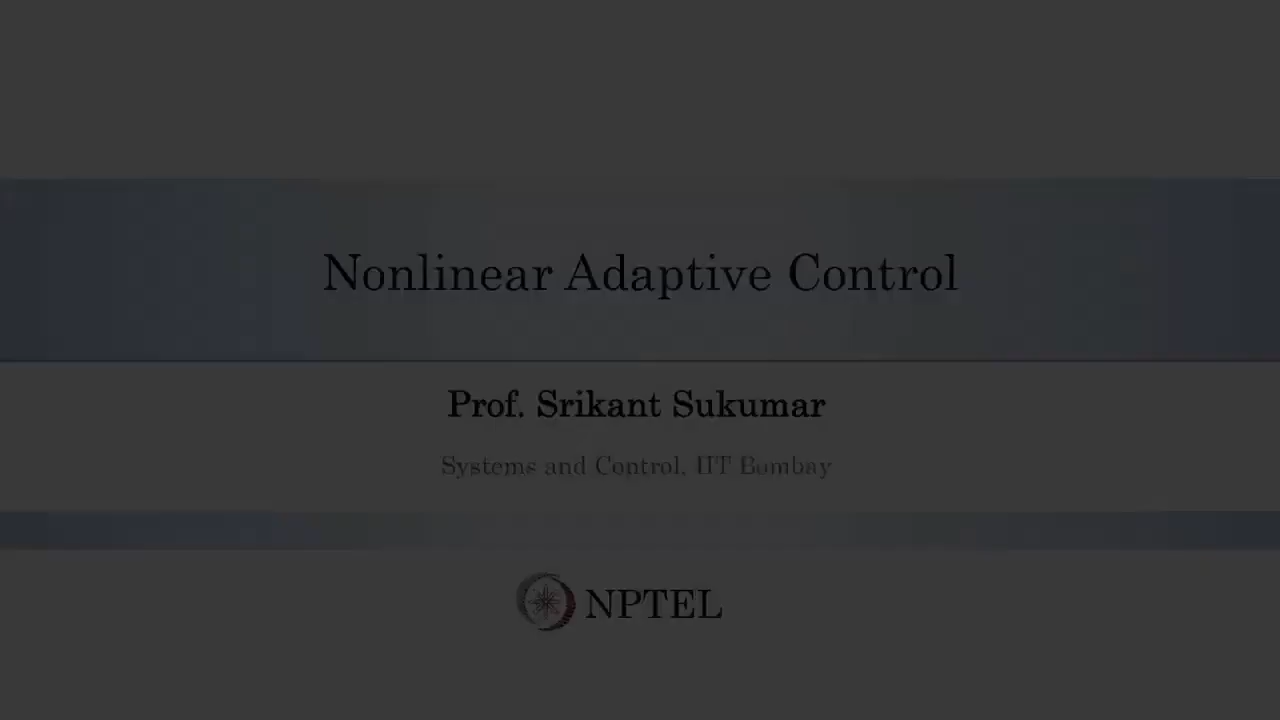 Nonlinear Adaptive Control
Prof. Srikant Sukumar
Systems and Control, IIT Bombay
NPTEL